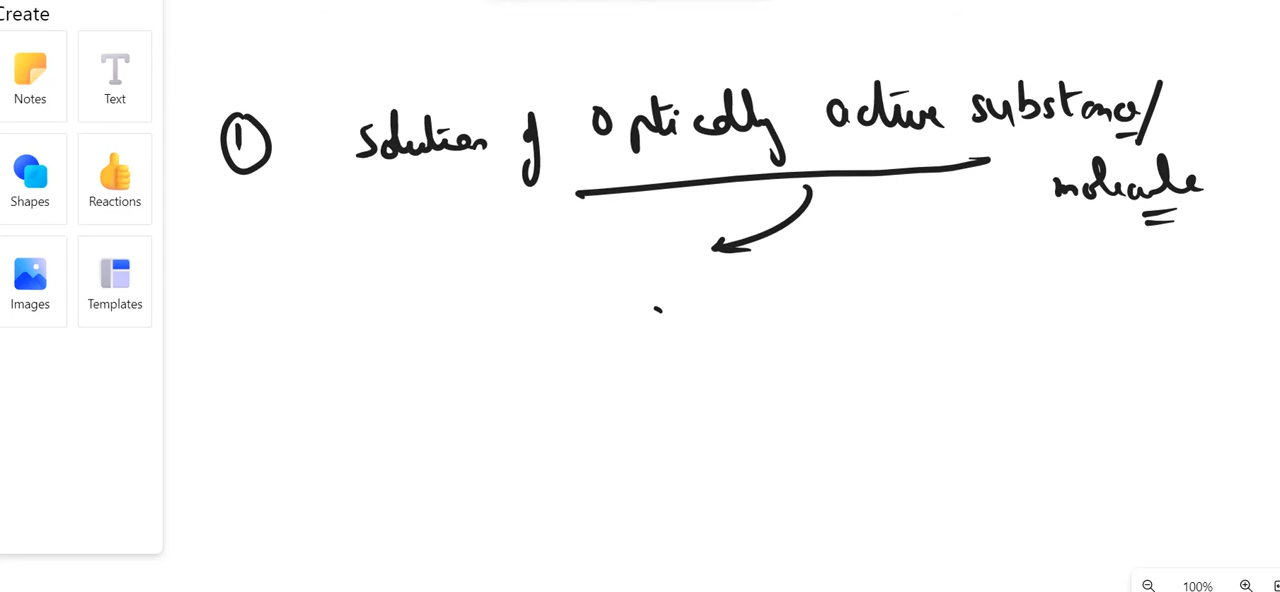 Create
Notes
Text
Shapes
Reactions
Images
Templates
① solution of optically active substance/
molecule
100%